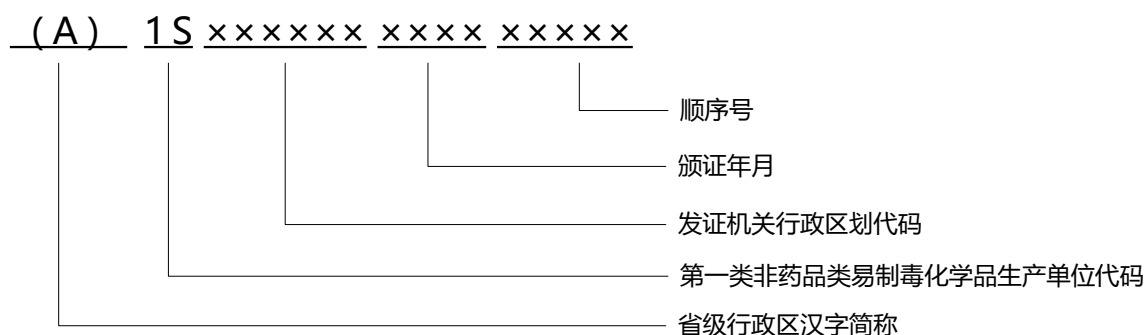 （A） 1S×××××× ×××× ×××××
顺序号
颁证年月
发证机关行政区划代码
第一类非药品类易制毒化学品生产单位代码
省级行政区汉字简称